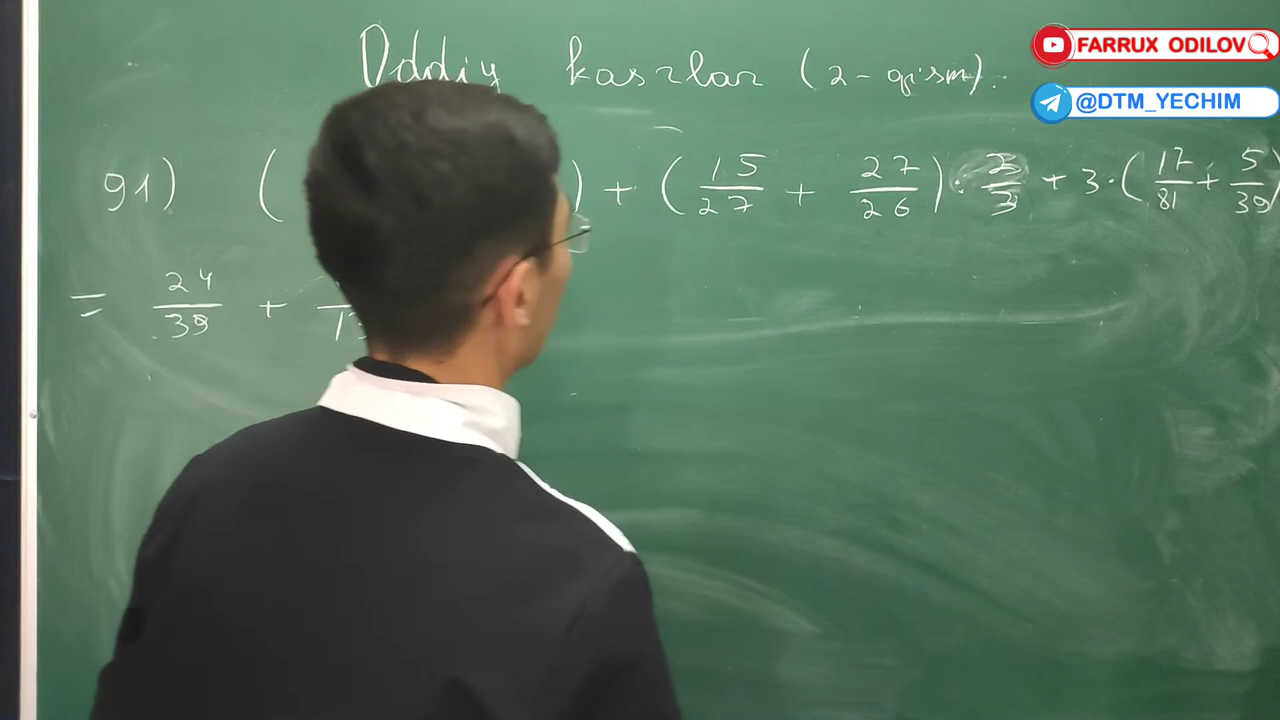 FARRUX ODILOV
@DTM_YECHIM
Oddiy kasrlar (2-qism).
91) ( ) + (15/27 + 27/26) · 2/3 + 3 · (17/81 + 5/39)
= 24/39 +